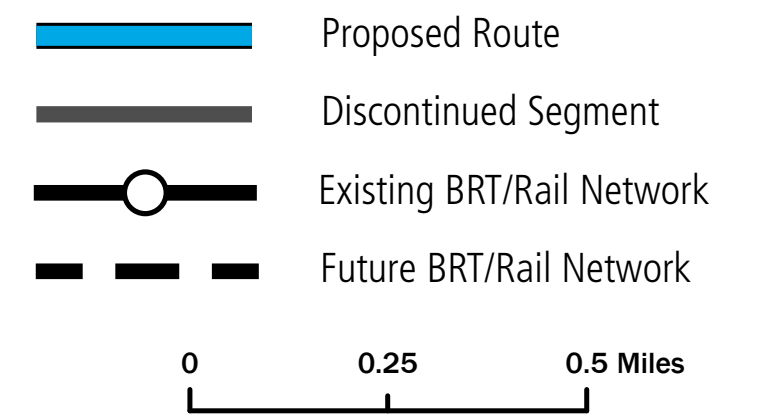 Proposed Route
Discontinued Segment
Existing BRT/Rail Network
Future BRT/Rail Network
0 0.25 0.5 Miles